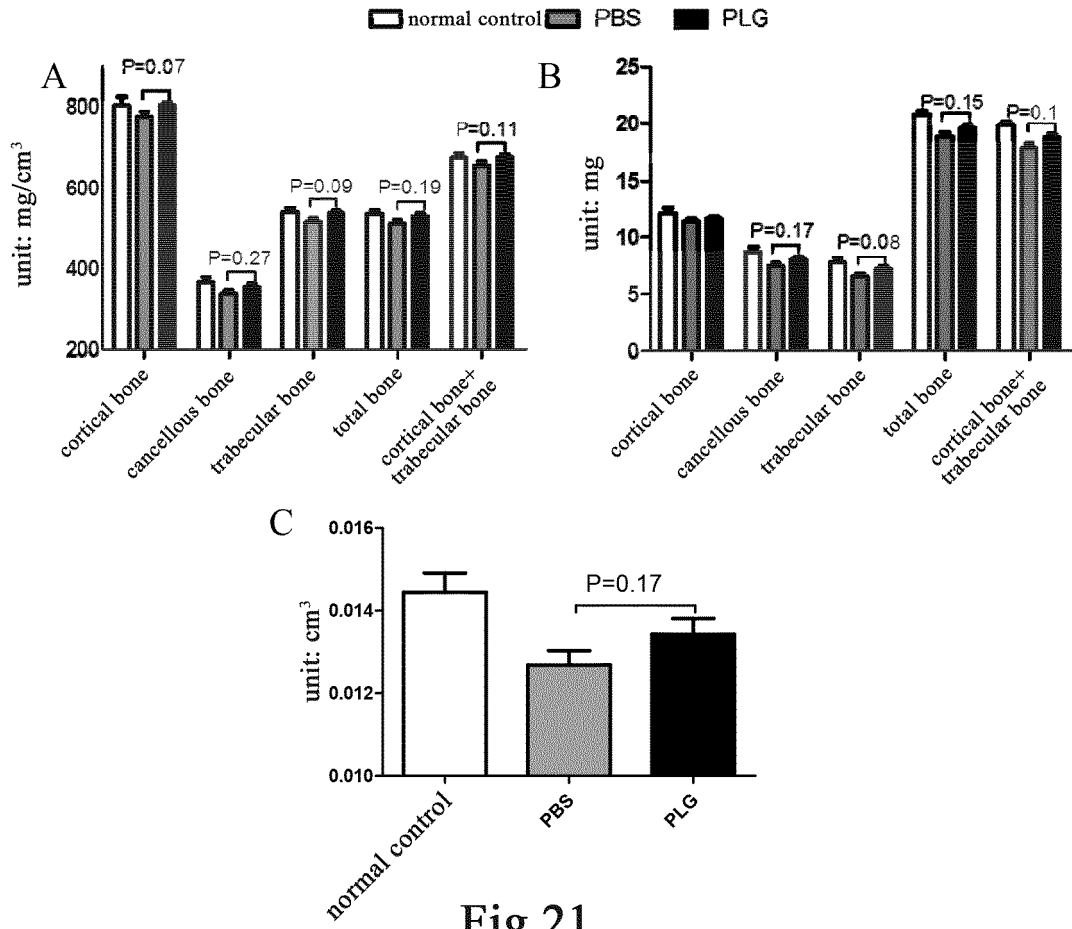 normal control PBS PLG
A
unit: mg/cm³
800
600
400
200
P=0.07
P=0.27
P=0.09
P=0.19
P=0.11
cortical bone
cancellous bone
trabecular bone
total bone
cortical bone+
trabecular bone
B
unit: mg
25
20
15
10
5
0
P=0.17
P=0.08
P=0.15
P=0.1
cortical bone
cancellous bone
trabecular bone
total bone
cortical bone+
trabecular bone
C
unit: cm³
0.016
0.014
0.012
0.010
P=0.17
normal control
PBS
PLG
Fig 21